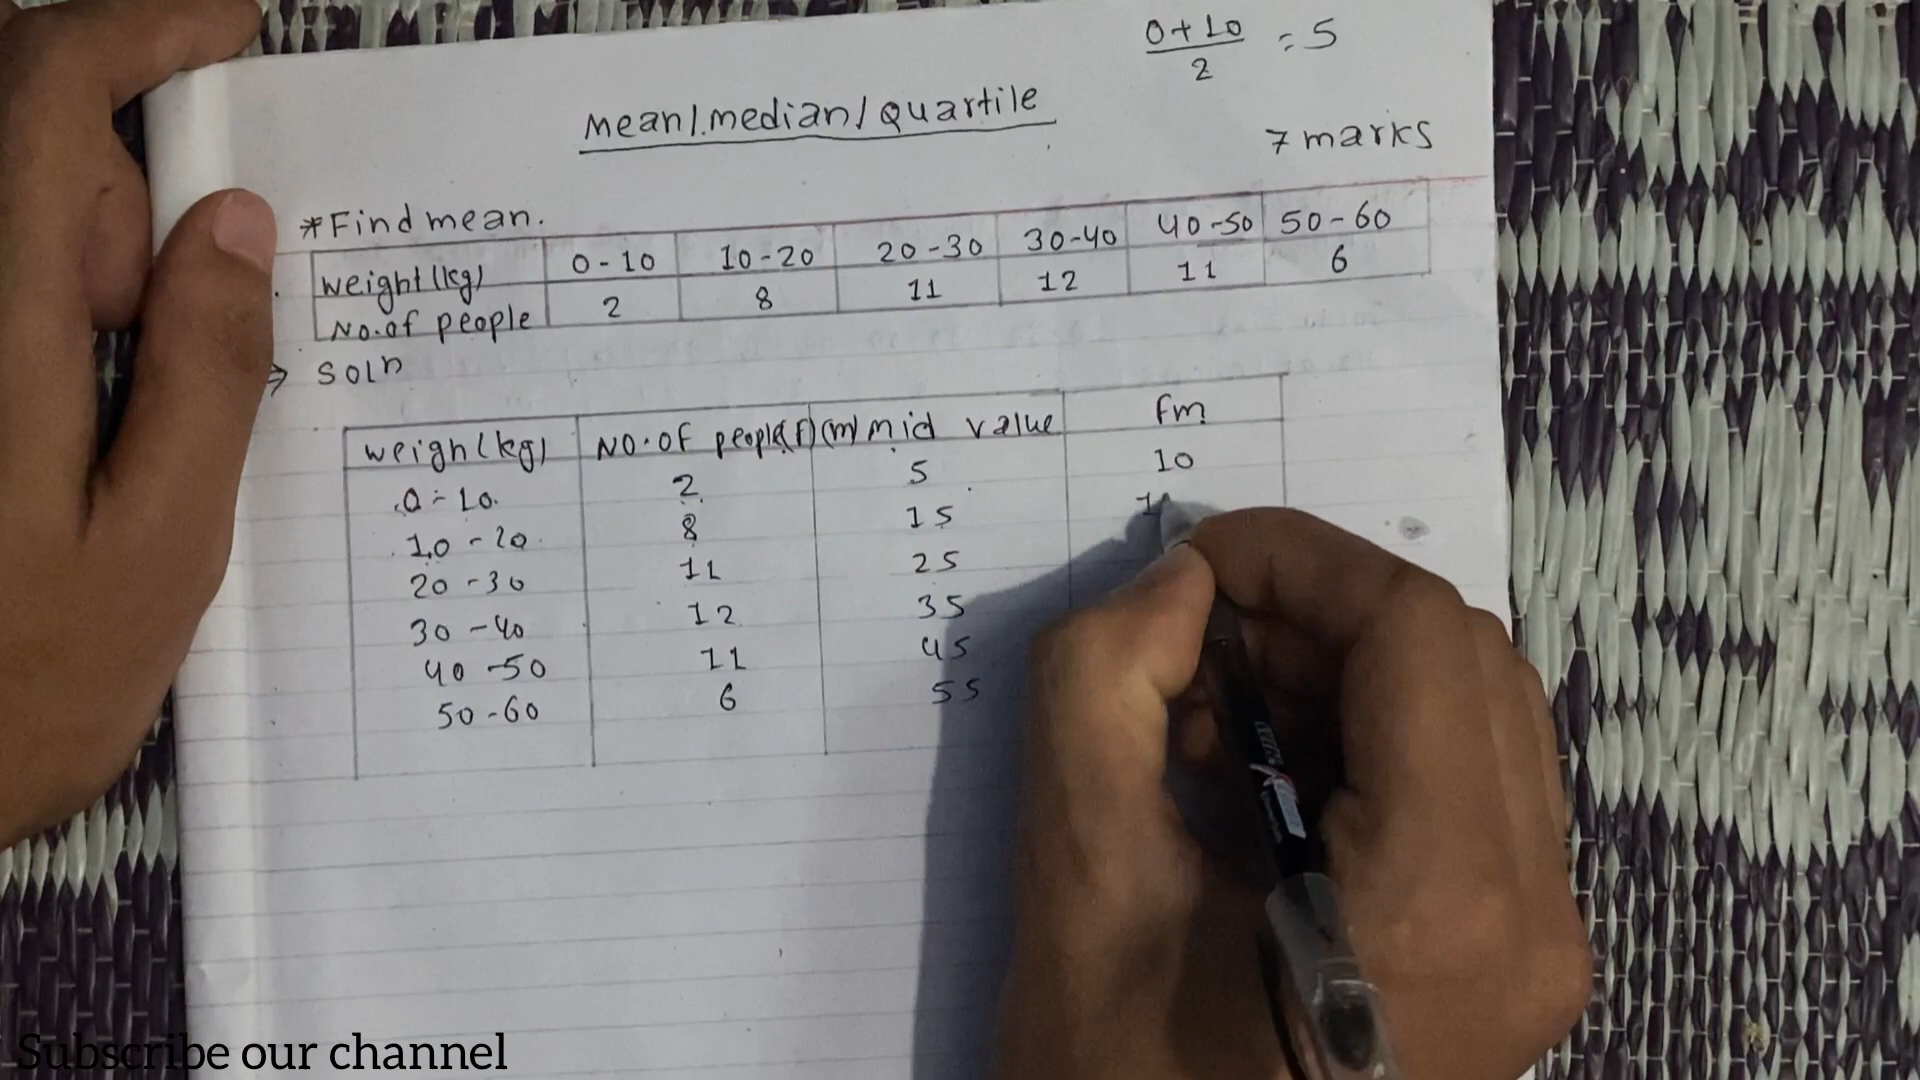 0+10 = 5
2
Mean/.median/Quartile
7 marks
*Find mean.
weight(kg) 0-10 10-20 20-30 30-40 40-50 50-60
No.of people 2 8 11 12 11 6
⇒ Soln
weigh(kg) NO.OF people(F) (m) mid value Fm
0-10. 2 5 10
10-20. 8 15
20-30 11 25
30-40 12 35
40-50 11 45
50-60 6 55
Subscribe our channel